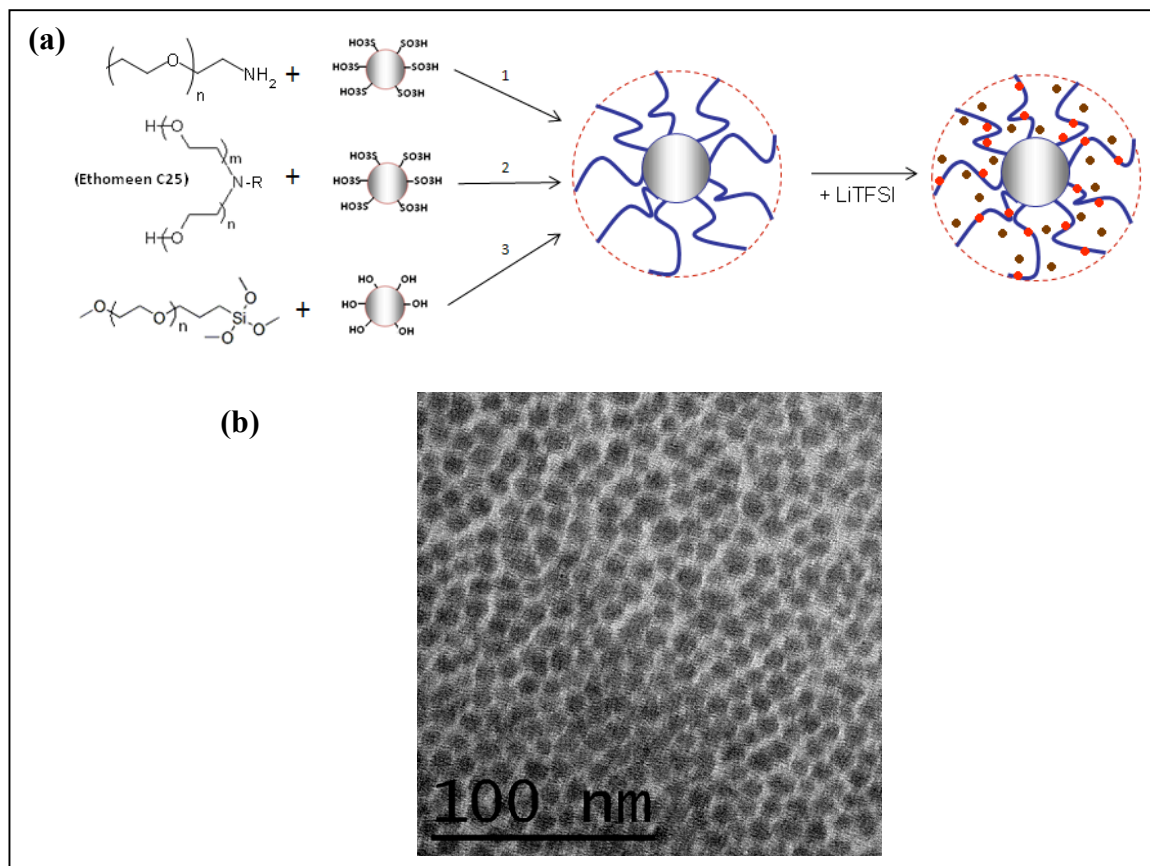 (a)
O
NH2
n
+
HO3S SO3H
HO3S SO3H
HO3S SO3H
1
H O
m
(Ethomeen C25)
N-R
+
HO3S SO3H
HO3S SO3H
HO3S SO3H
2
n
H O
+ LiTFSI
3
O O n Si O O O
+
HO OH
HO OH
HO OH
(b)
100 nm